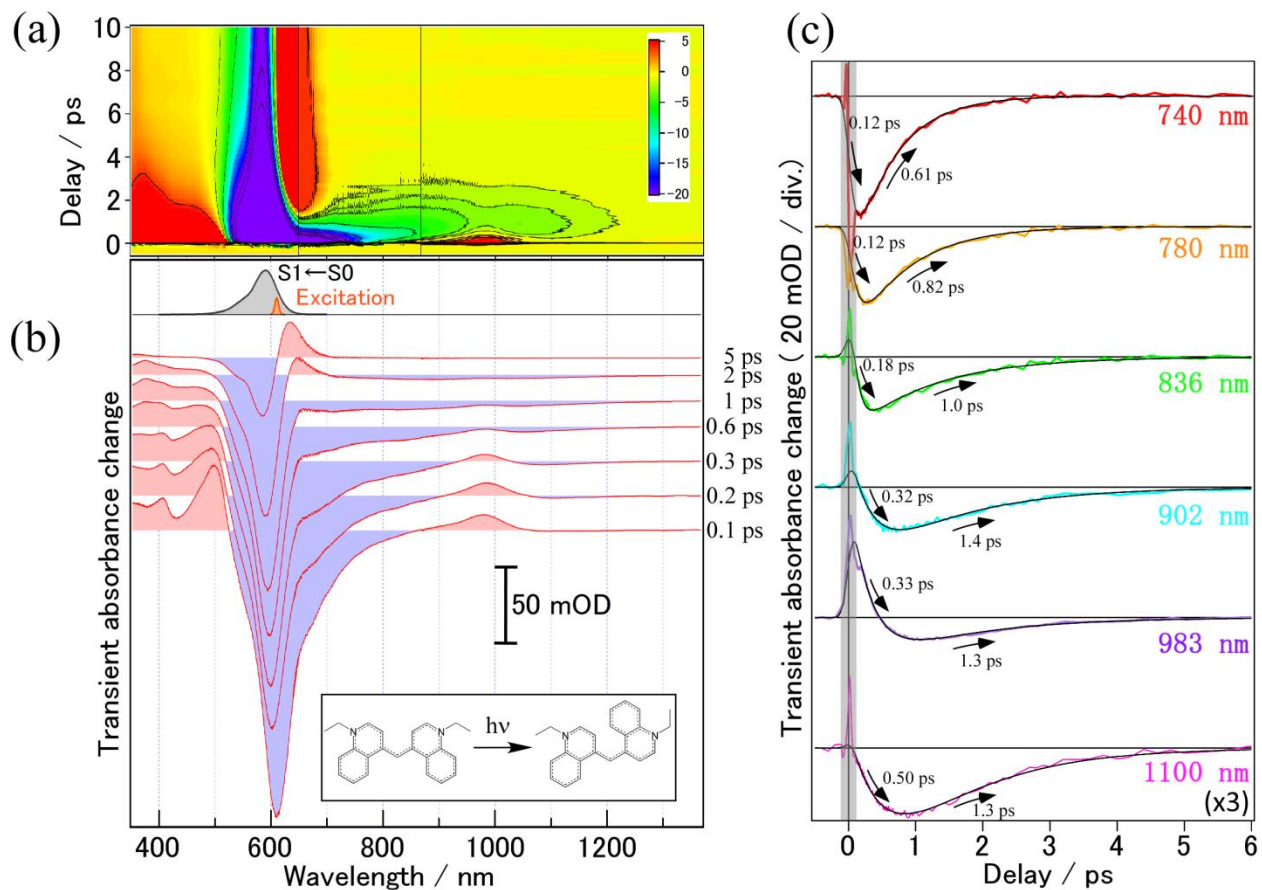 (a)
10
8
6
4
2
0
Delay / ps
5
0
-5
-10
-15
-20
S1←S0
Excitation
(b)
5 ps
2 ps
1 ps
0.6 ps
0.3 ps
0.2 ps
0.1 ps
50 mOD
hν
N
N
N
N
Transient absorbance change
400
600
800
1000
1200
Wavelength / nm
(c)
740 nm
0.12 ps
0.61 ps
780 nm
0.12 ps
0.82 ps
836 nm
0.18 ps
1.0 ps
902 nm
0.32 ps
1.4 ps
983 nm
0.33 ps
1.3 ps
1100 nm
(x3)
0.50 ps
1.3 ps
Transient absorbance change ( 20 mOD / div.)
0
1
2
3
4
5
6
Delay / ps